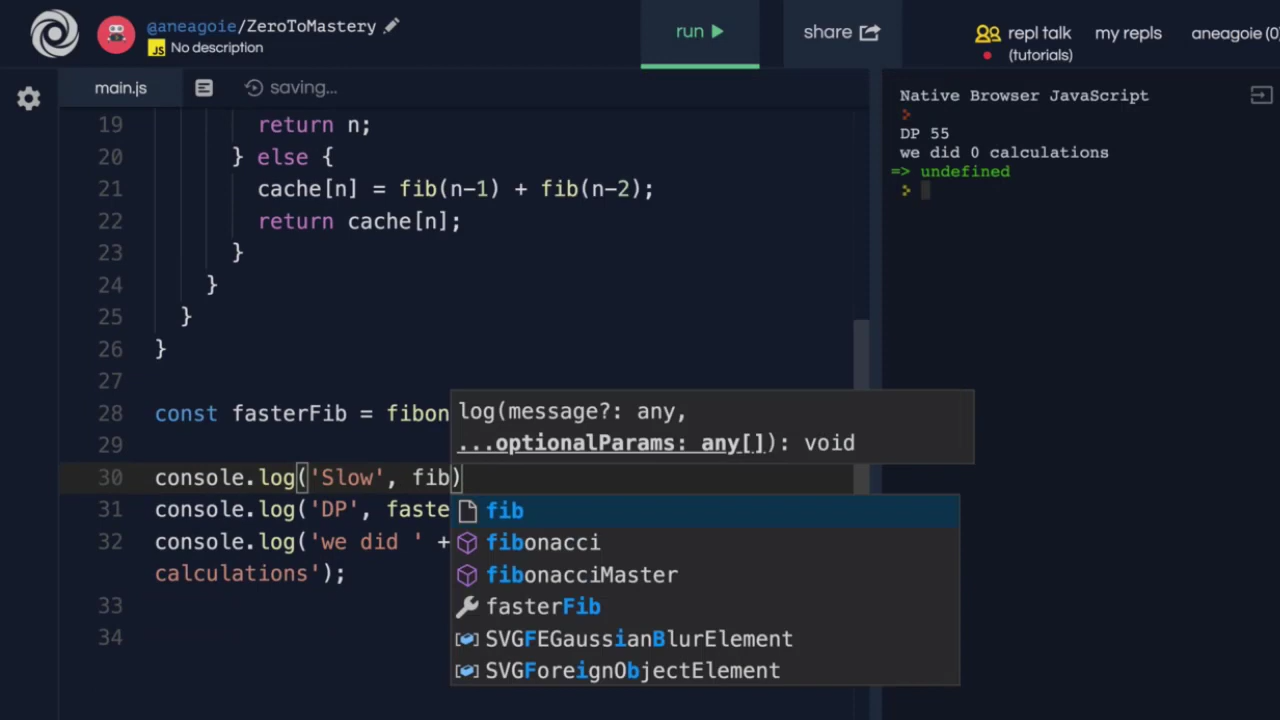 @aneagoie/ZeroToMastery
JS No description
run
share
repl talk
(tutorials)
my repls
aneagoie (0)
main.js
saving...
19 return n;
20 } else {
21 cache[n] = fib(n-1) + fib(n-2);
22 return cache[n];
23 }
24 }
25 }
26 }
27
28 const fasterFib = fibon
29
30 console.log('Slow', fib)
31 console.log('DP', faste
32 console.log('we did ' +
calculations');
33
34
log(message?: any,
...optionalParams: any[]): void
fib
fibonacci
fibonacciMaster
fasterFib
SVGFEGaussianBlurElement
SVGForeignObjectElement
Native Browser JavaScript
>
DP 55
we did 0 calculations
=> undefined
>